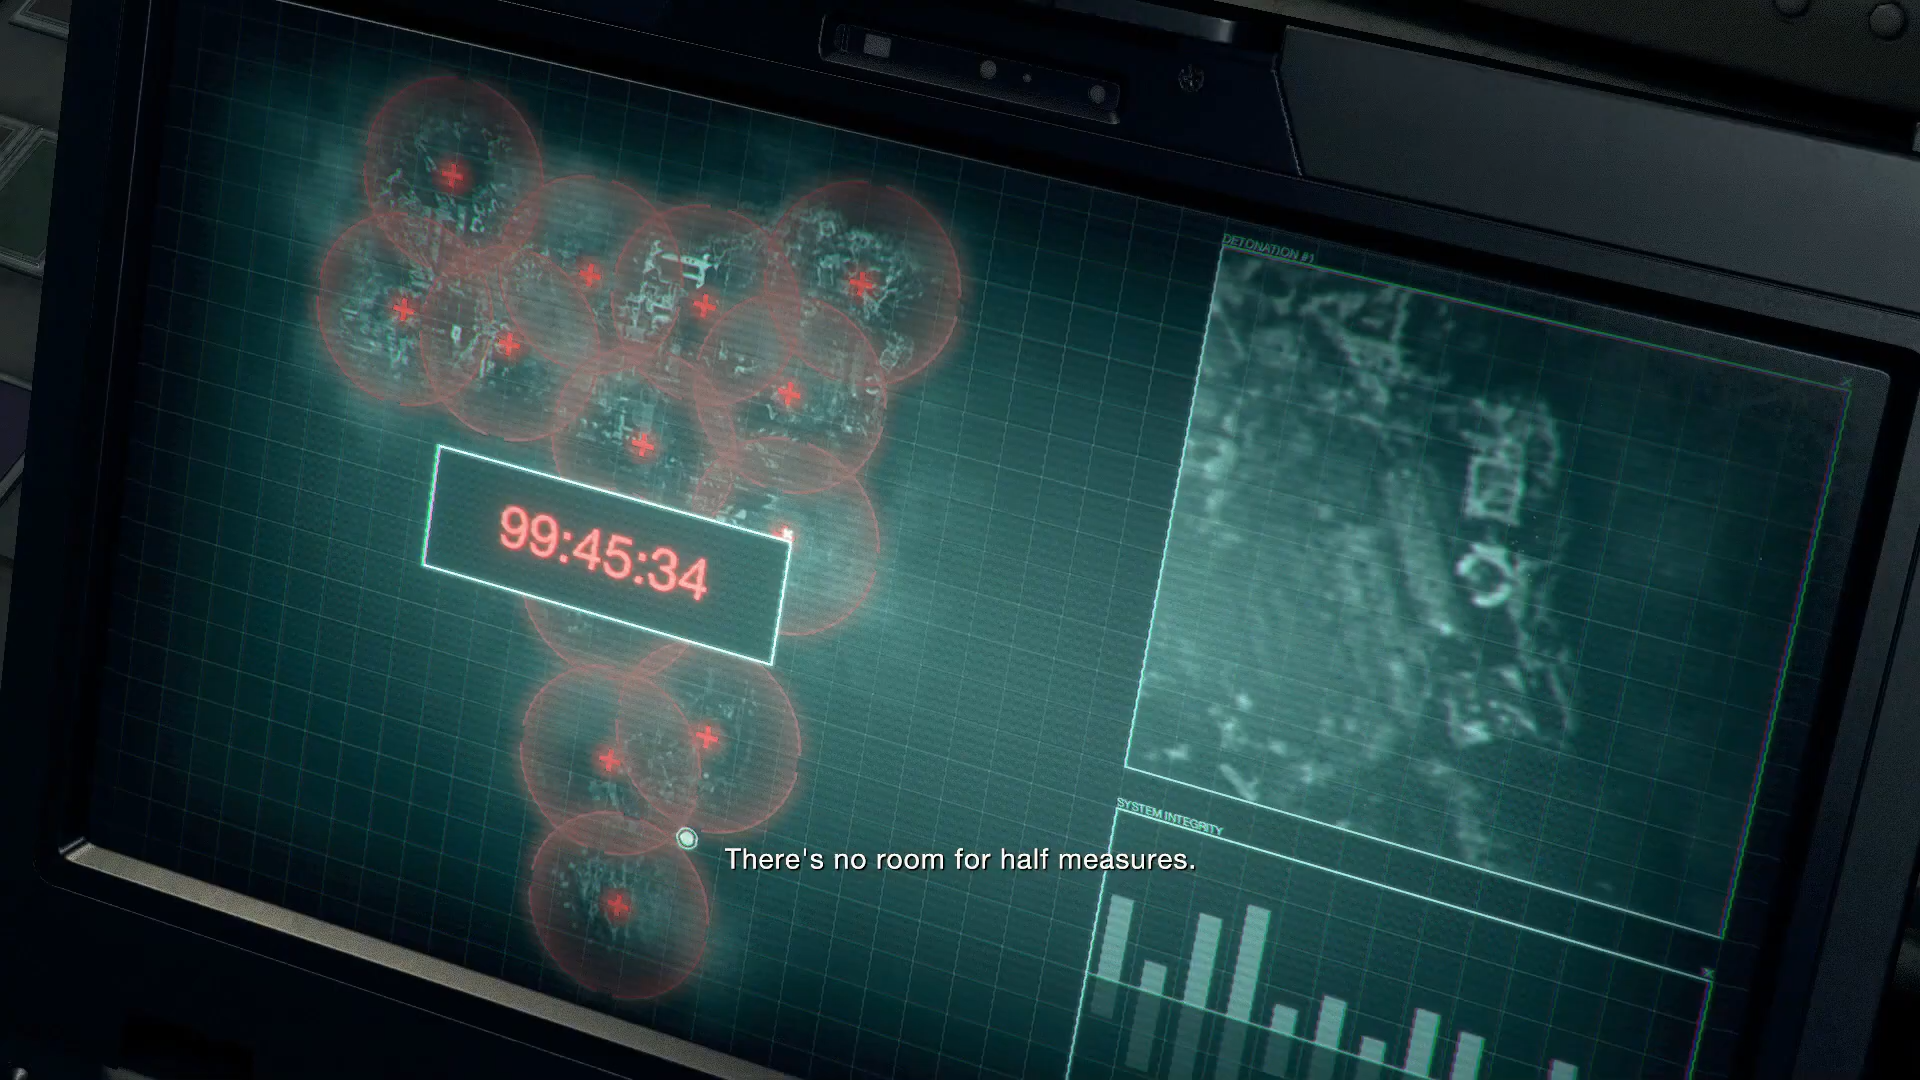 DETONATION #1
99:45:34
SYSTEM INTEGRITY
There's no room for half measures.